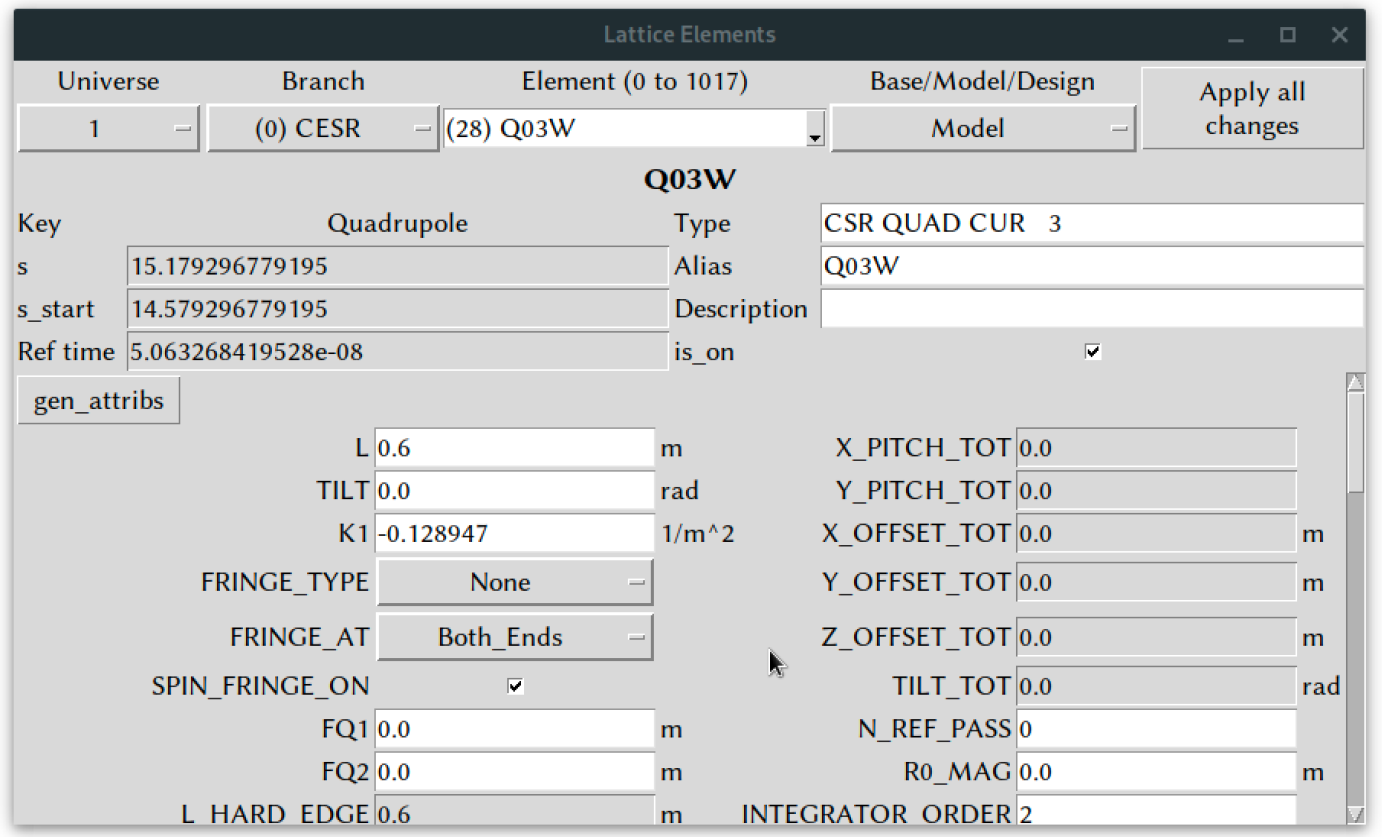 Lattice Elements
Universe Branch Element (0 to 1017) Base/Model/Design Apply all changes
1 (0) CESR (28) Q03W Model
Q03W
Key Quadrupole Type CSR QUAD CUR   3
s 15.179296779195 Alias Q03W
s_start 14.579296779195 Description
Ref time 5.063268419528e-08 is_on
gen_attribs
L 0.6 m X_PITCH_TOT 0.0
TILT 0.0 rad Y_PITCH_TOT 0.0
K1 -0.128947 1/m^2 X_OFFSET_TOT 0.0 m
FRINGE_TYPE None Y_OFFSET_TOT 0.0 m
FRINGE_AT Both_Ends Z_OFFSET_TOT 0.0 m
SPIN_FRINGE_ON TILT_TOT 0.0 rad
FQ1 0.0 m N_REF_PASS 0
FQ2 0.0 m R0_MAG 0.0 m
L_HARD_EDGE 0.6 m INTEGRATOR_ORDER 2